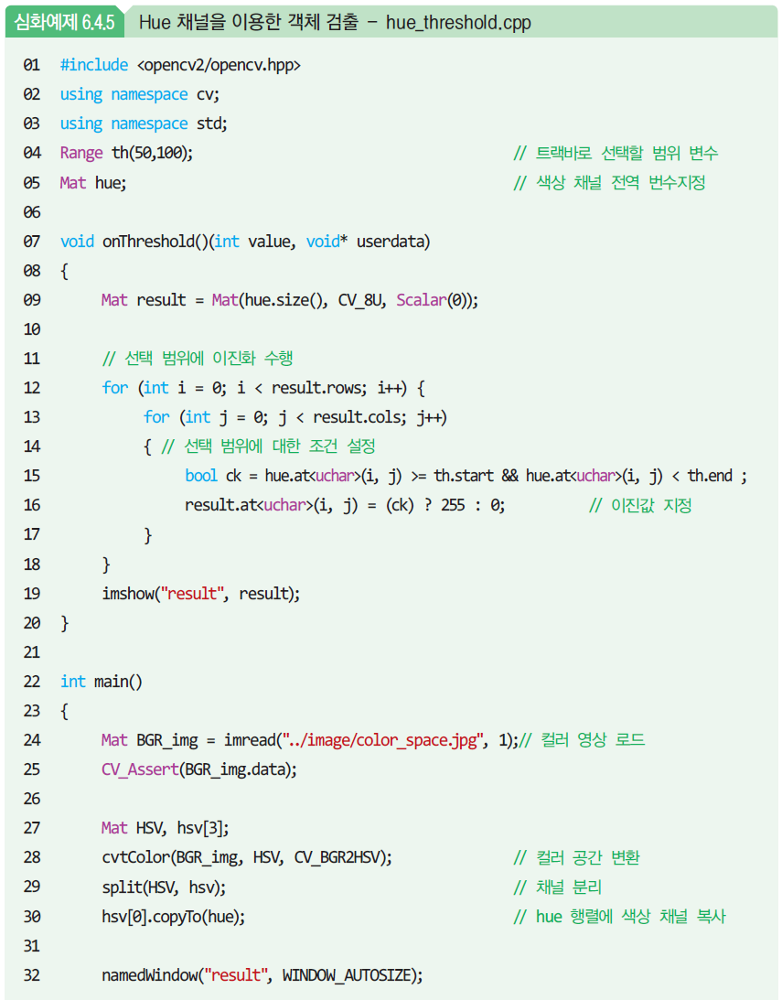 심화예제 6.4.5 Hue 채널을 이용한 객체 검출 - hue_threshold.cpp
01 #include <opencv2/opencv.hpp>
02 using namespace cv;
03 using namespace std;
04 Range th(50,100); // 트랙바로 선택할 범위 변수
05 Mat hue; // 색상 채널 전역 번수지정
06
07 void onThreshold()(int value, void* userdata)
08 {
09 Mat result = Mat(hue.size(), CV_8U, Scalar(0));
10
11 // 선택 범위에 이진화 수행
12 for (int i = 0; i < result.rows; i++) {
13 for (int j = 0; j < result.cols; j++)
14 { // 선택 범위에 대한 조건 설정
15 bool ck = hue.at<uchar>(i, j) >= th.start && hue.at<uchar>(i, j) < th.end ;
16 result.at<uchar>(i, j) = (ck) ? 255 : 0; // 이진값 지정
17 }
18 }
19 imshow("result", result);
20 }
21
22 int main()
23 {
24 Mat BGR_img = imread("../image/color_space.jpg", 1);// 컬러 영상 로드
25 CV_Assert(BGR_img.data);
26
27 Mat HSV, hsv[3];
28 cvtColor(BGR_img, HSV, CV_BGR2HSV); // 컬러 공간 변환
29 split(HSV, hsv); // 채널 분리
30 hsv[0].copyTo(hue); // hue 행렬에 색상 채널 복사
31
32 namedWindow("result", WINDOW_AUTOSIZE);